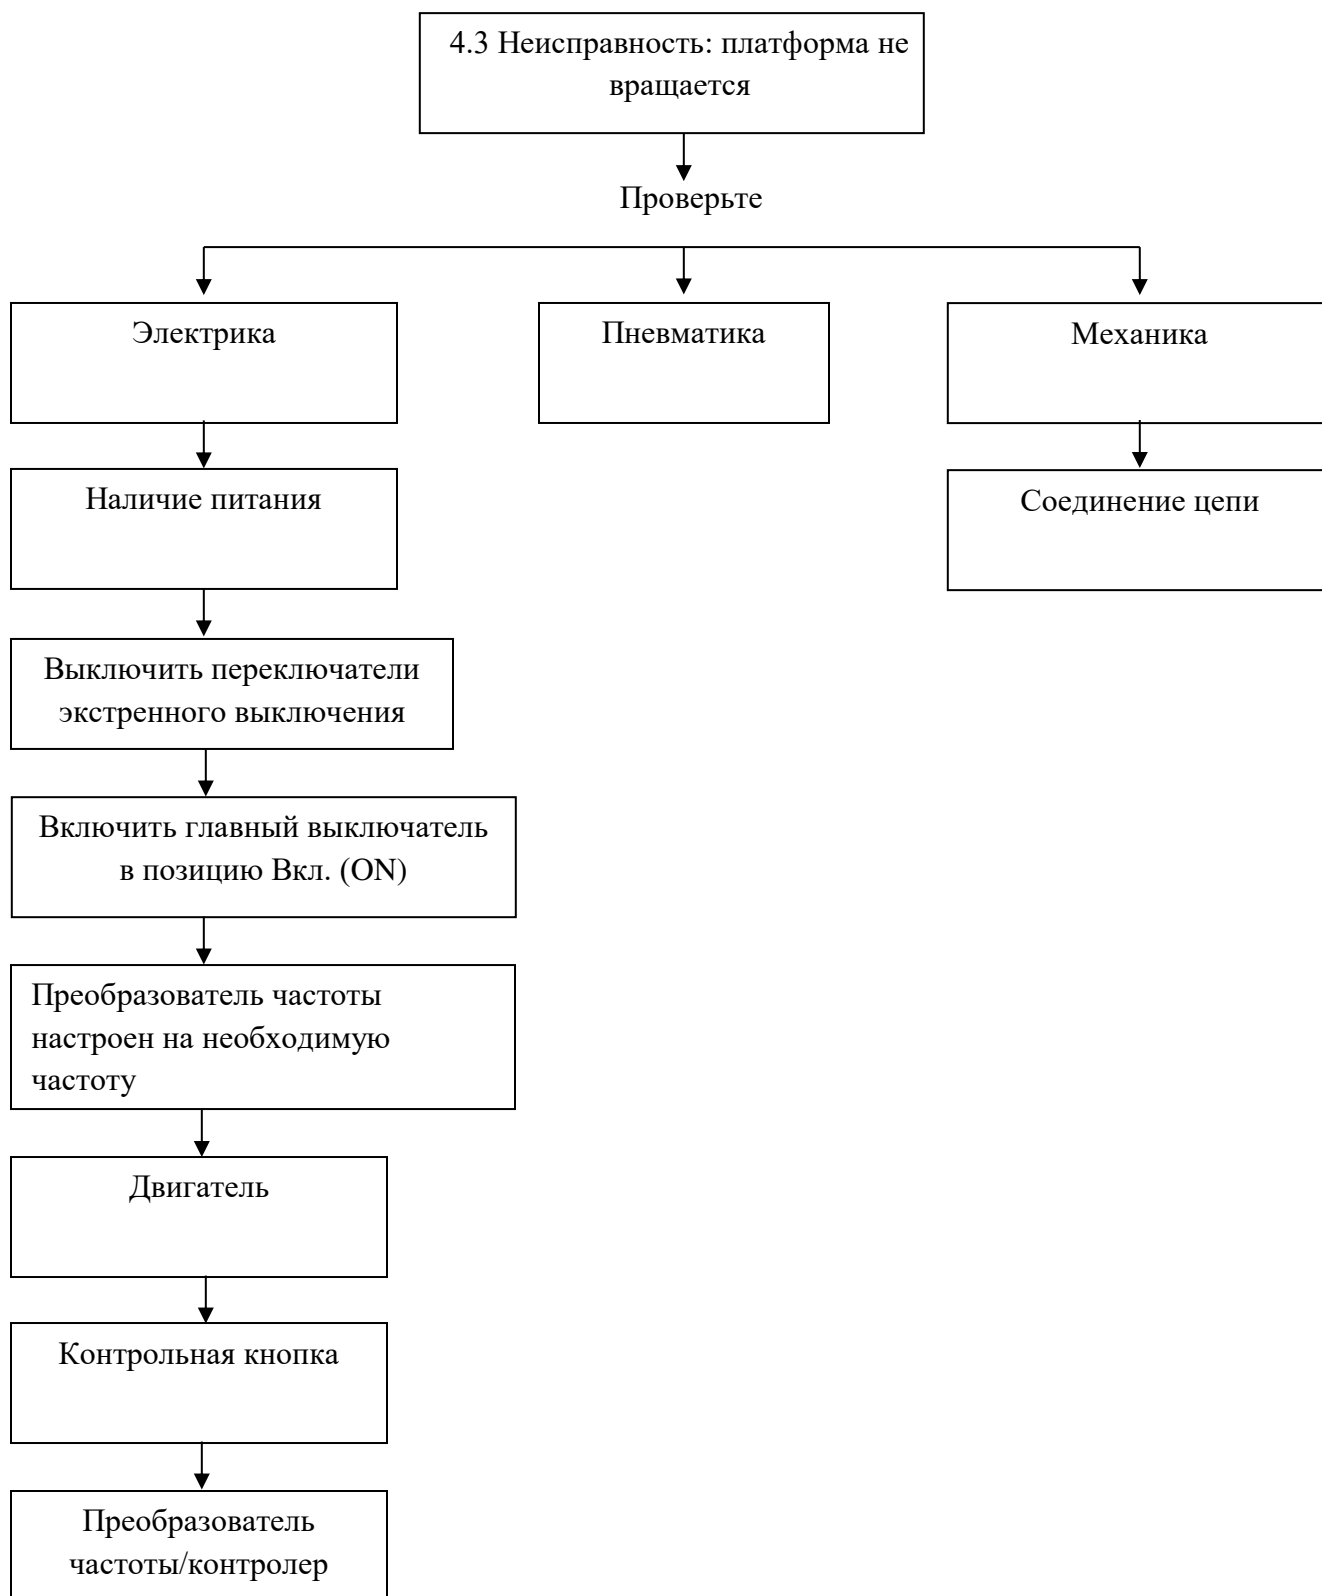 4.3 Неисправность: платформа не
вращается
Проверьте
Электрика
Пневматика
Механика
Наличие питания
Соединение цепи
Выключить переключатели
экстренного выключения
Включить главный выключатель
в позицию Вкл. (ON)
Преобразователь частоты
настроен на необходимую
частоту
Двигатель
Контрольная кнопка
Преобразователь
частоты/контролер